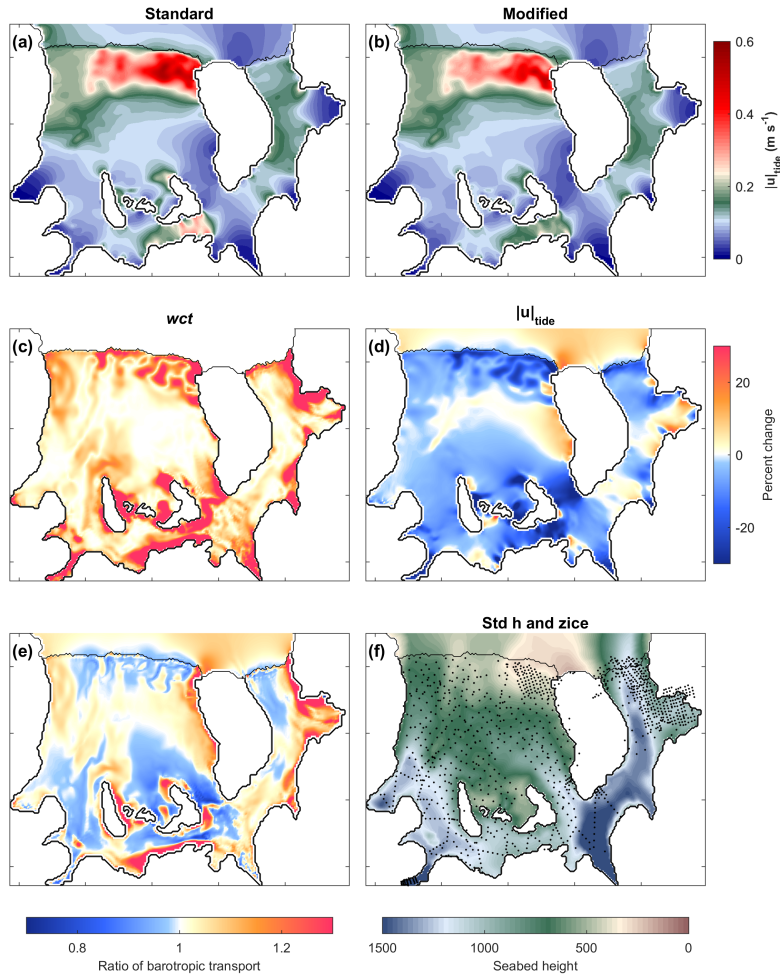 Standard
Modified
(a)
(b)
0.6
0.4
0.2
0
|u|tide (m s-1)
wct
|u|tide
(c)
(d)
20
0
-20
Percent change
Std h and zice
(e)
(f)
0.8
1
1.2
Ratio of barotropic transport
1500
1000
500
0
Seabed height